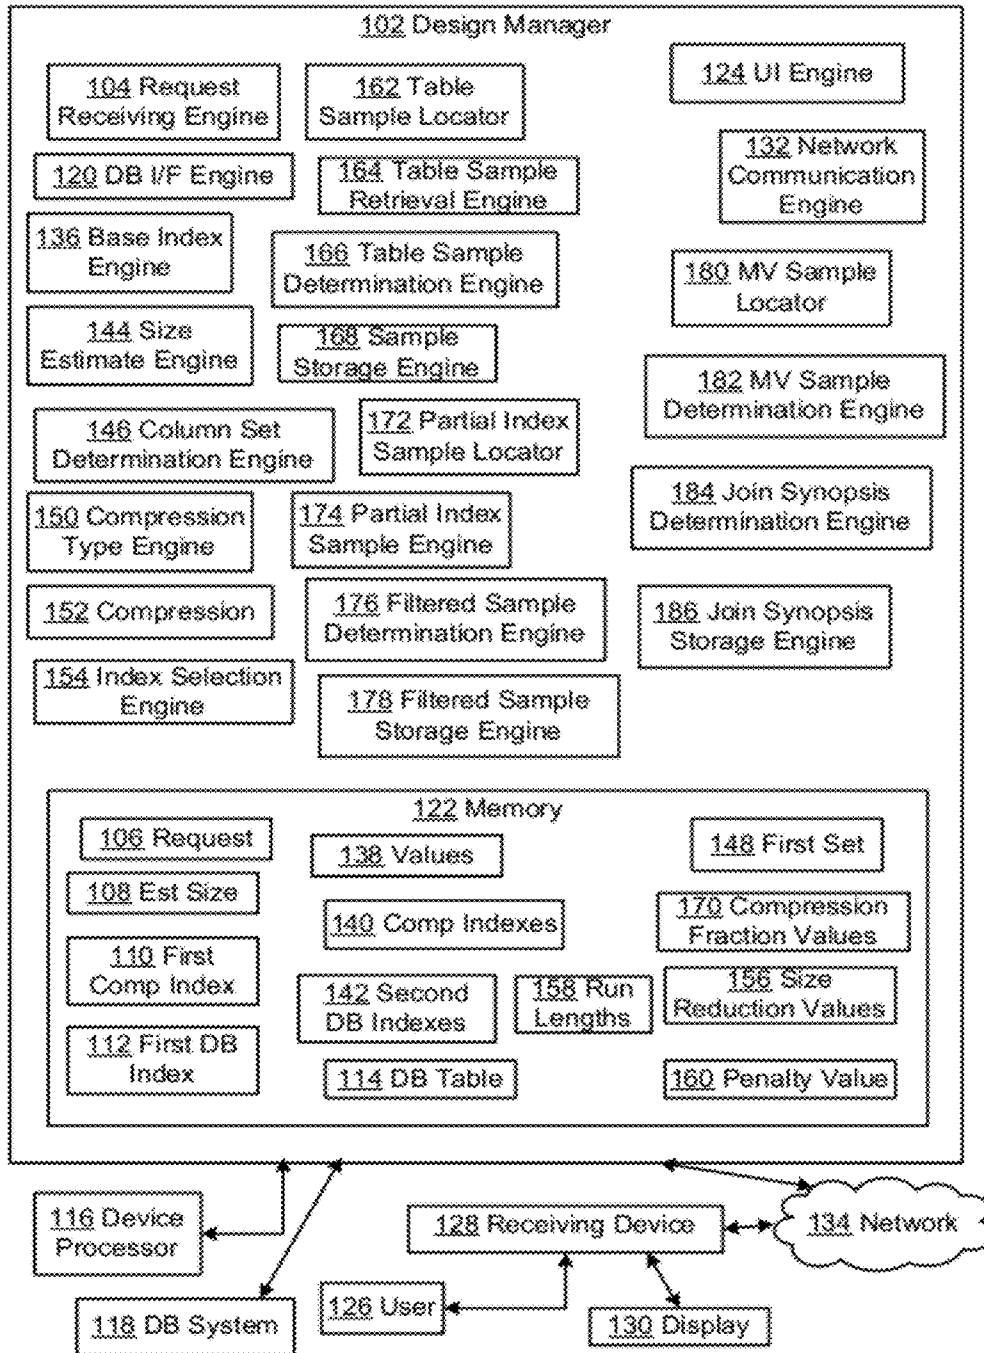 102 Design Manager
104 Request
Receiving Engine
162 Table
Sample Locator
124 UI Engine
120 DB I/F Engine
164 Table Sample
Retrieval Engine
132 Network
Communication
Engine
136 Base Index
Engine
166 Table Sample
Determination Engine
180 MV Sample
Locator
144 Size
Estimate Engine
168 Sample
Storage Engine
182 MV Sample
Determination Engine
146 Column Set
Determination Engine
172 Partial Index
Sample Locator
184 Join Synopsis
Determination Engine
150 Compression
Type Engine
174 Partial Index
Sample Engine
152 Compression
176 Filtered Sample
Determination Engine
186 Join Synopsis
Storage Engine
154 Index Selection
Engine
178 Filtered Sample
Storage Engine
122 Memory
106 Request
138 Values
148 First Set
108 Est Size
140 Comp Indexes
170 Compression
Fraction Values
110 First
Comp Index
142 Second
DB Indexes
158 Run
Lengths
156 Size
Reduction Values
112 First DB
Index
114 DB Table
160 Penalty Value
116 Device
Processor
128 Receiving Device
134 Network
118 DB System
126 User
130 Display